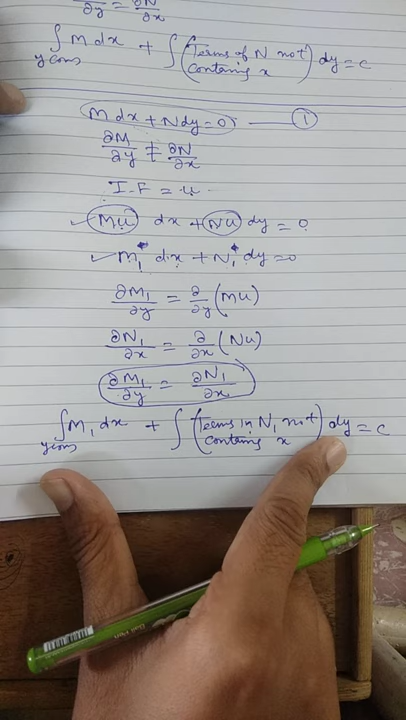 ∂y = ∂N/∂x
∫ M dx + ∫ (Terms of N not containing x) dy = c
y cons
M dx + N dy = 0 — ①
∂M/∂y ≠ ∂N/∂x
I.F = u
✓ Mu dx + Nu dy = 0
✓ M₁* dx + N₁* dy = 0
∂M₁/∂y = ∂/∂y (Mu)
∂N₁/∂x = ∂/∂x (Nu)
∂M₁/∂y = ∂N₁/∂x
∫ M₁ dx + ∫ (Terms in N₁ not containing x) dy = c
y cons